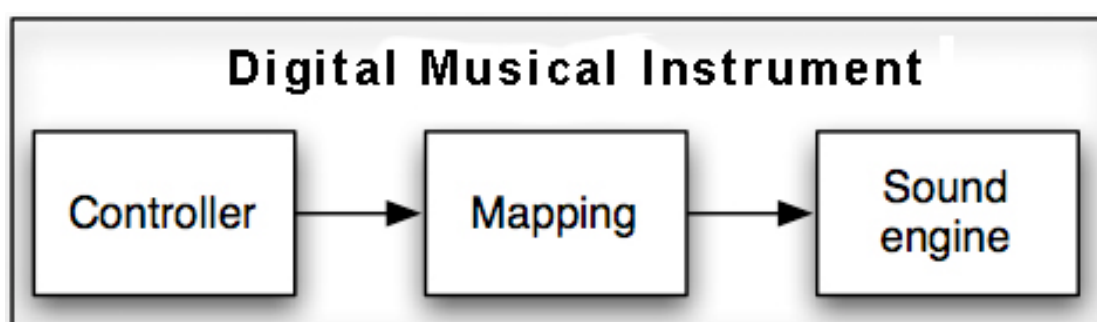 Digital Musical Instrument
Controller
Mapping
Sound
engine